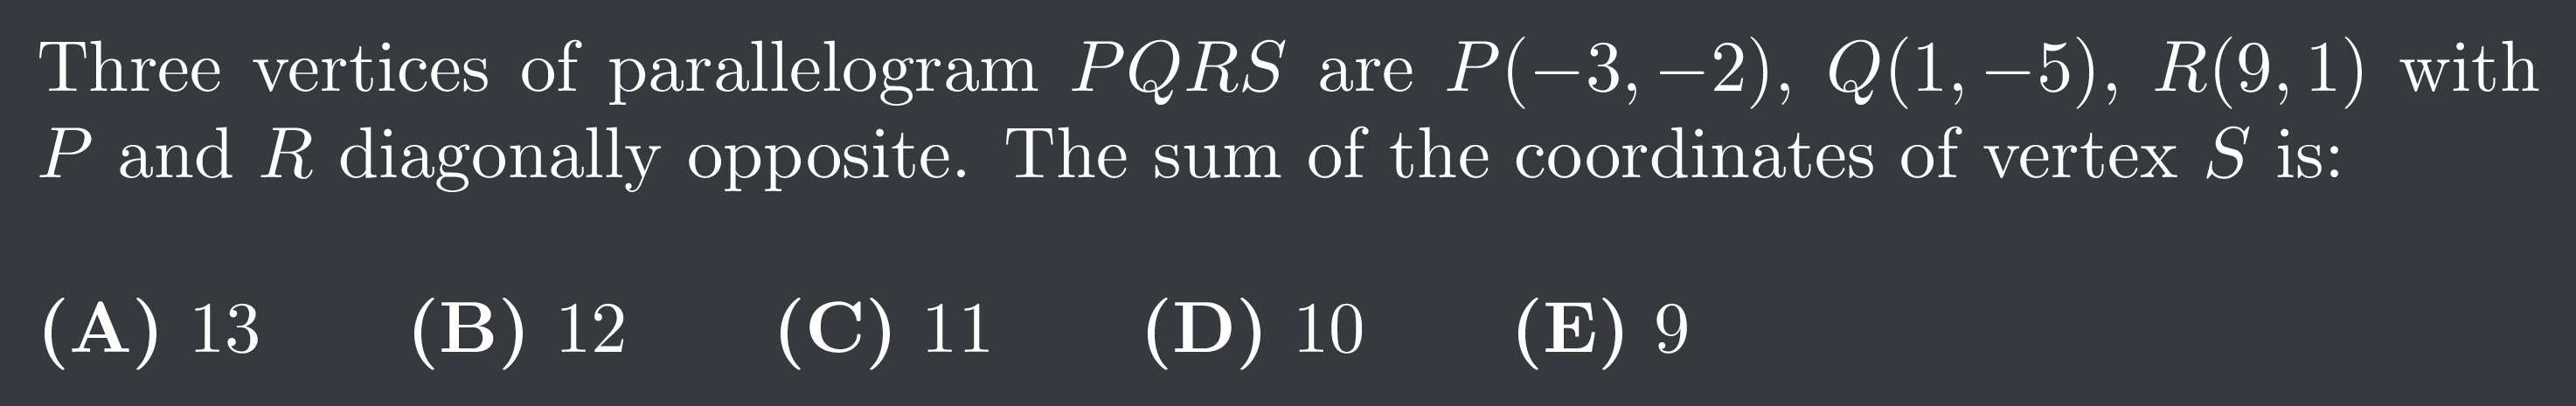 Three vertices of parallelogram PQRS are P(−3, −2), Q(1, −5), R(9, 1) with
P and R diagonally opposite. The sum of the coordinates of vertex S is:
(A) 13 (B) 12 (C) 11 (D) 10 (E) 9